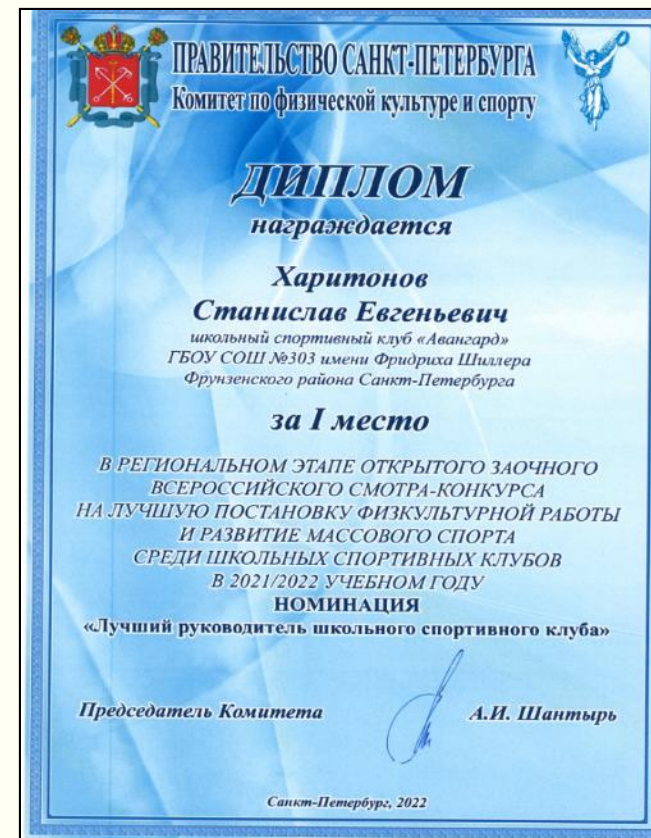 ПРАВИТЕЛЬСТВО САНКТ-ПЕТЕРБУРГА
Комитет по физической культуре и спорту
ДИПЛОМ
награждается
Харитонов
Станислав Евгеньевич
школьный спортивный клуб «Авангард»
ГБОУ СОШ №303 имени Фридриха Шиллера
Фрунзенского района Санкт-Петербурга
за I место
В РЕГИОНАЛЬНОМ ЭТАПЕ ОТКРЫТОГО ЗАОЧНОГО
ВСЕРОССИЙСКОГО СМОТРА-КОНКУРСА
НА ЛУЧШУЮ ПОСТАНОВКУ ФИЗКУЛЬТУРНОЙ РАБОТЫ
И РАЗВИТИЕ МАССОВОГО СПОРТА
СРЕДИ ШКОЛЬНЫХ СПОРТИВНЫХ КЛУБОВ
В 2021/2022 УЧЕБНОМ ГОДУ
НОМИНАЦИЯ
«Лучший руководитель школьного спортивного клуба»
Председатель Комитета А.И. Шантырь
Санкт-Петербург, 2022